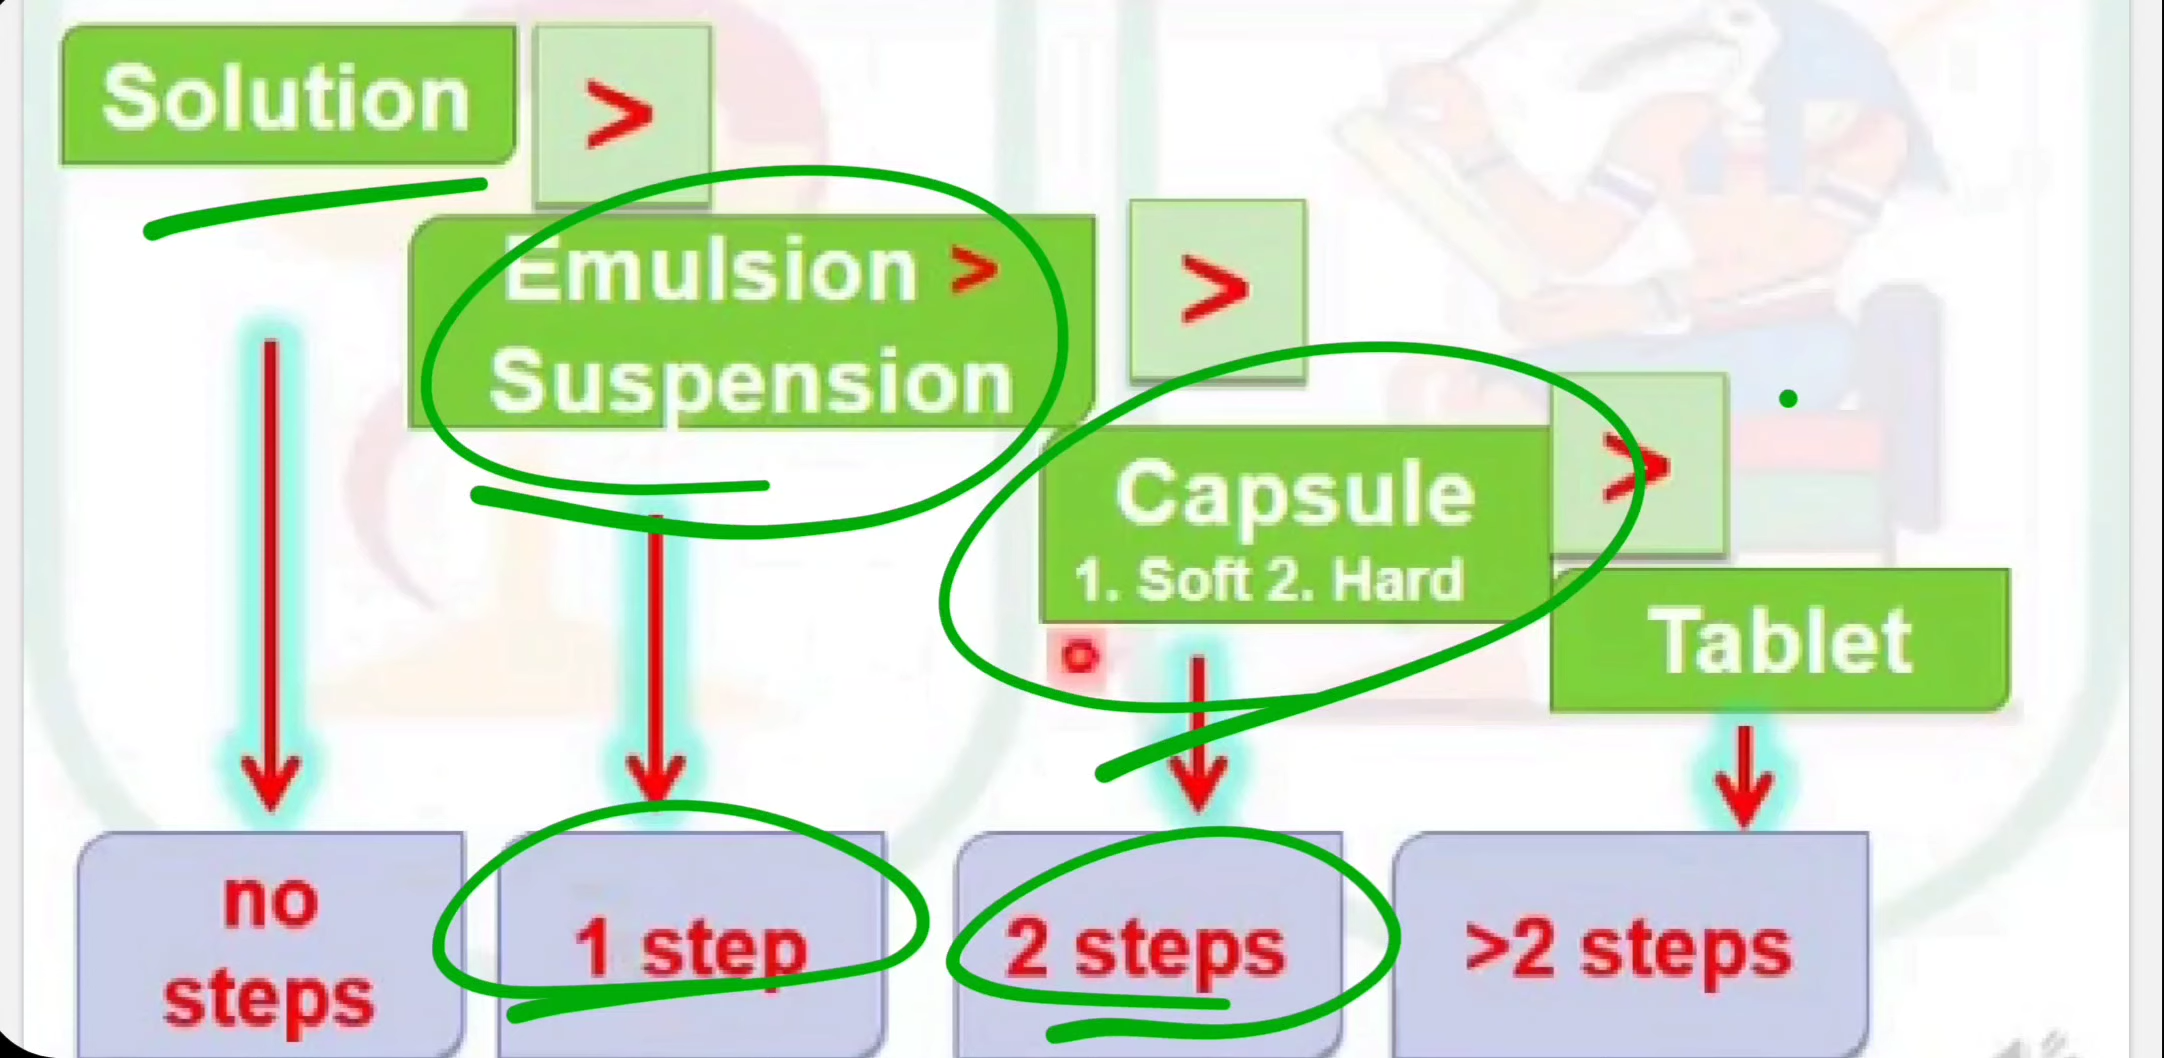 Solution
>
Emulsion >
Suspension
>
Capsule
1. Soft 2. Hard
>
Tablet
no
steps
1 step
2 steps
>2 steps